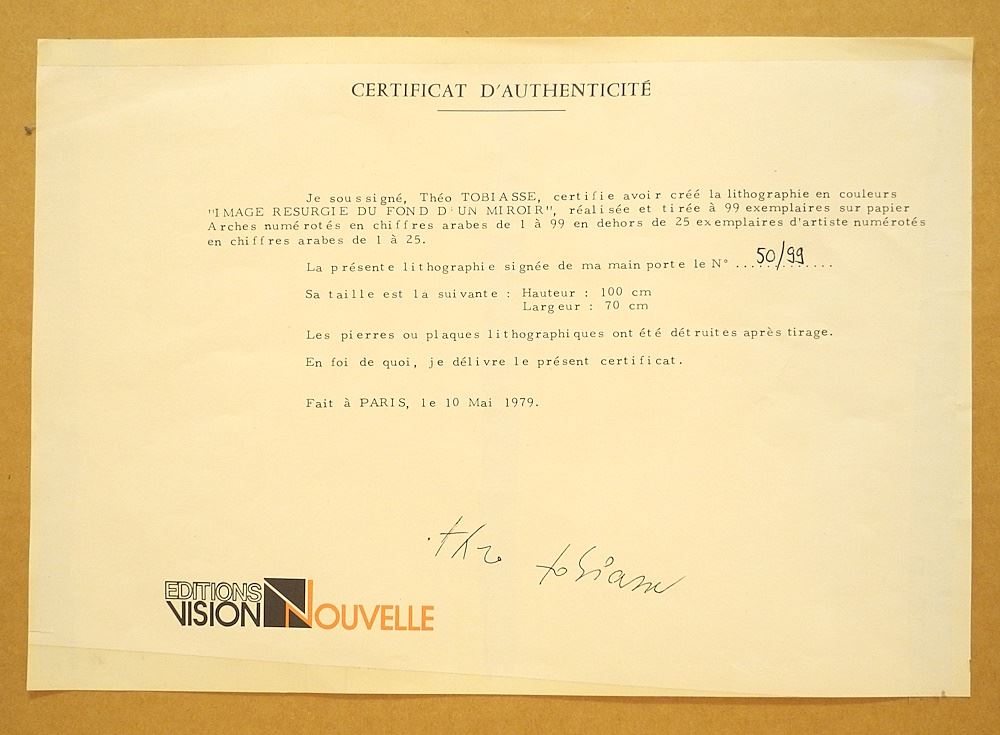 CERTIFICAT D'AUTHENTICITÉ
Je soussigné, Théo TOBIASSE, certifie avoir créé la lithographie en couleurs
"IMAGE RESURGIE DU FOND D'UN MIROIR", réalisée et tirée à 99 exemplaires sur papier
Arches numérotés en chiffres arabes de 1 à 99 en dehors de 25 exemplaires d'artiste numérotés
en chiffres arabes de 1 à 25.
La présente lithographie signée de ma main porte le N° ...50/99...
Sa taille est la suivante : Hauteur : 100 cm
Largeur : 70 cm
Les pierres ou plaques lithographiques ont été détruites après tirage.
En foi de quoi, je délivre le présent certificat.
Fait à PARIS, le 10 Mai 1979.
theo tobiasse
EDITIONS
VISION NOUVELLE